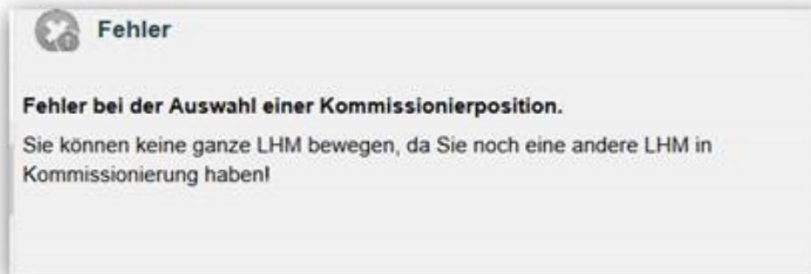 Fehler
Fehler bei der Auswahl einer Kommissionierposition.
Sie können keine ganze LHM bewegen, da Sie noch eine andere LHM in
Kommissionierung haben!